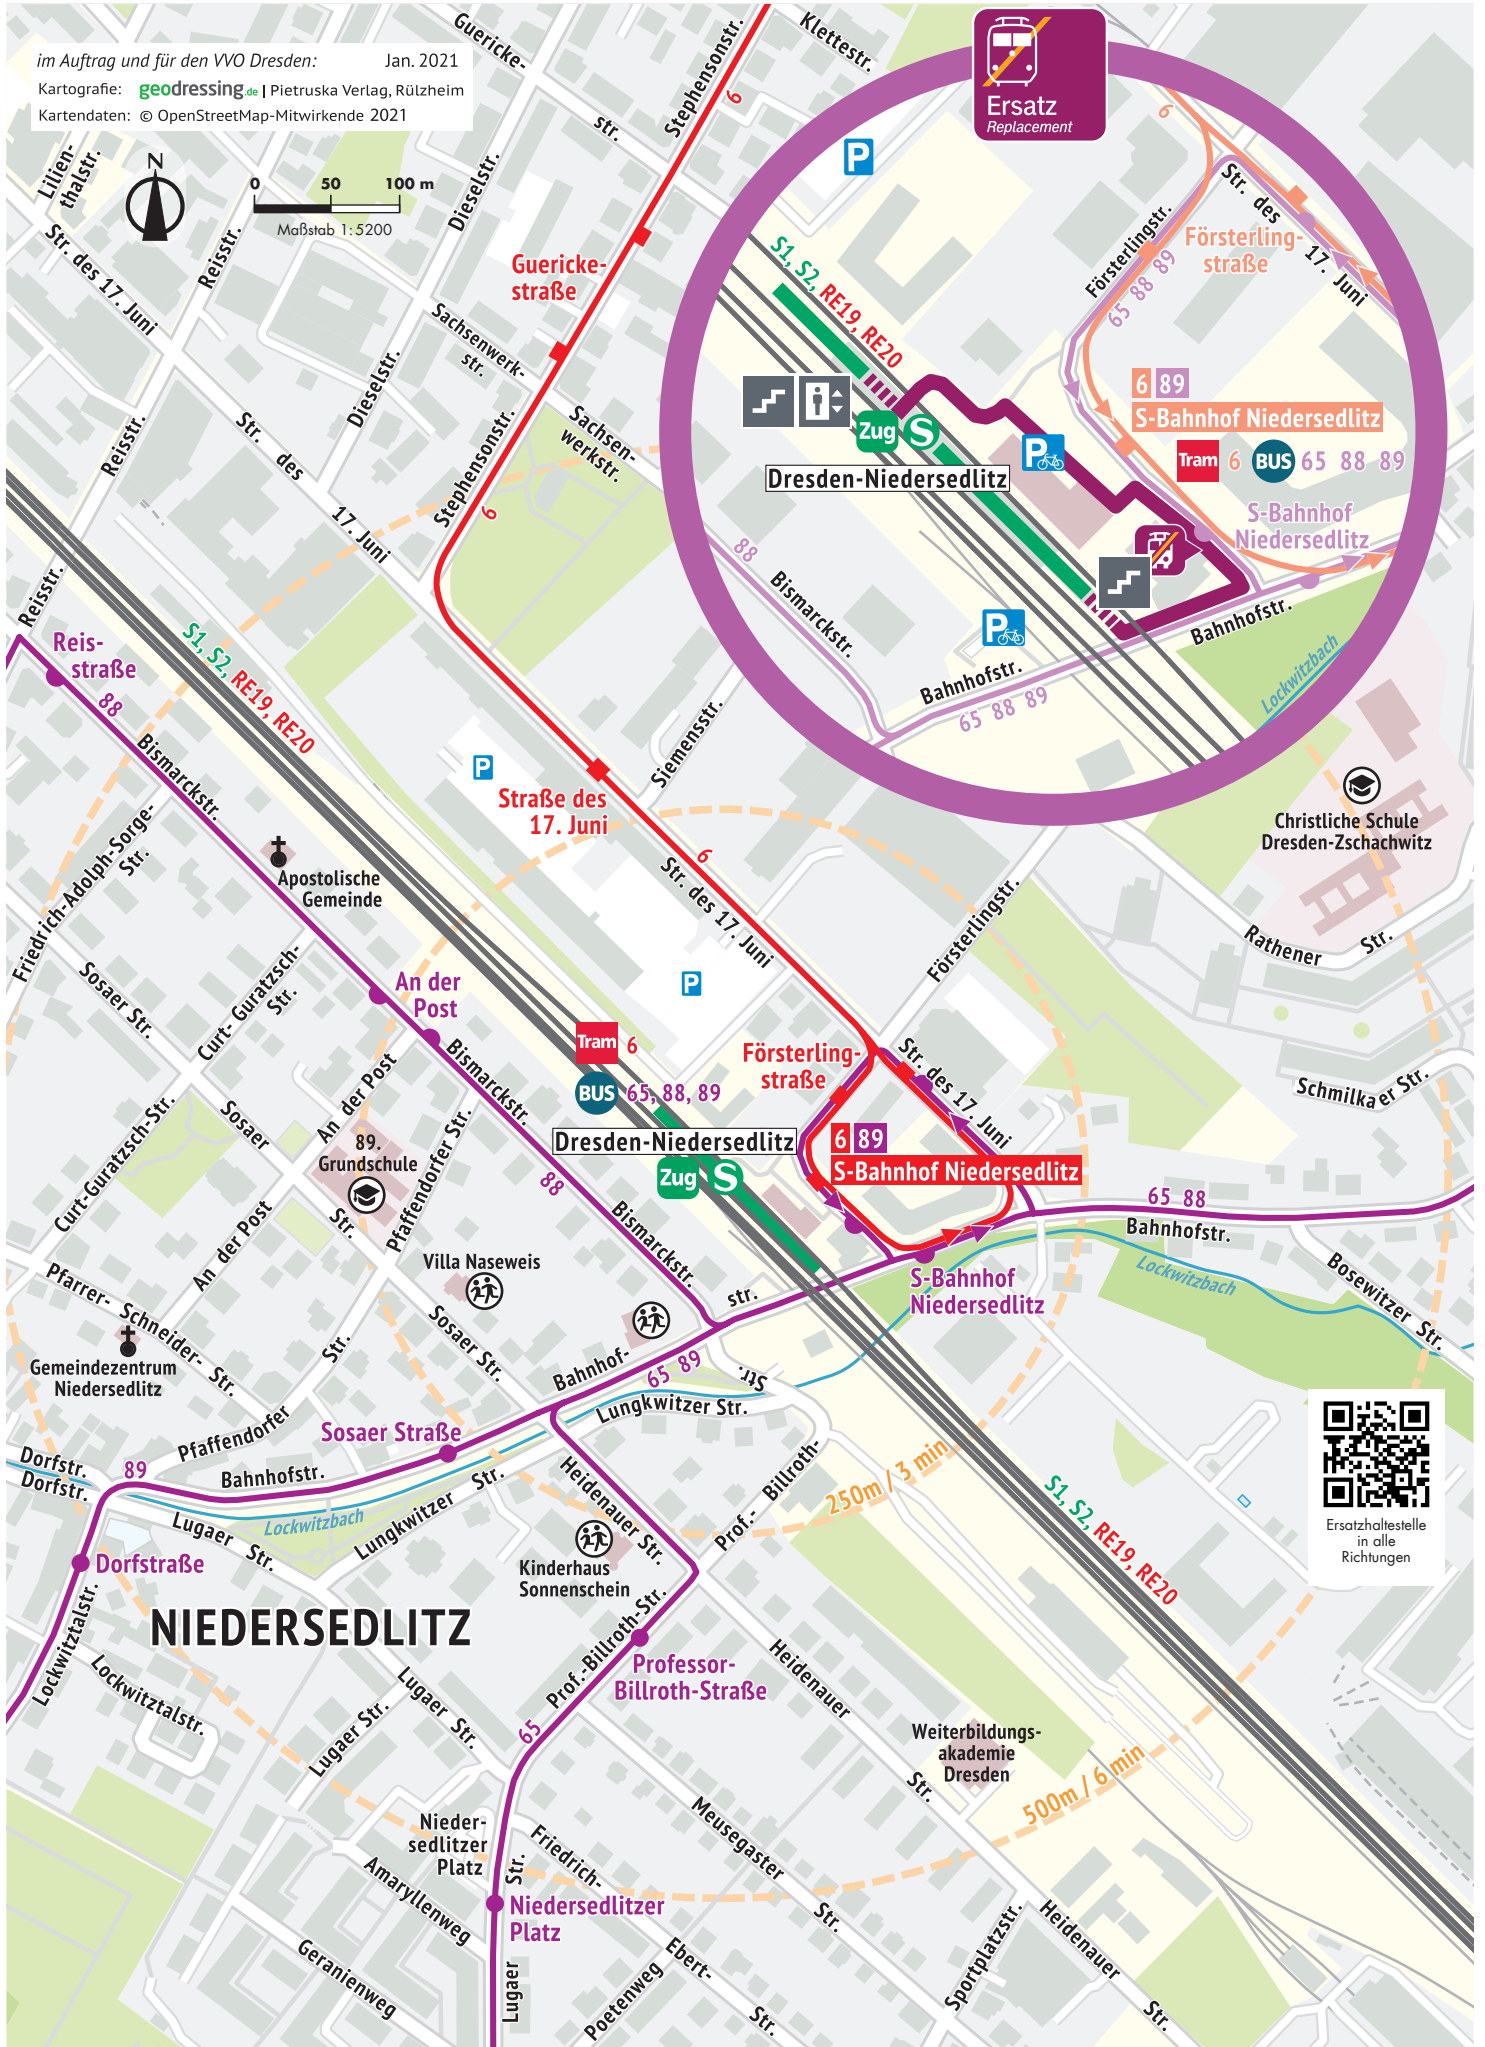 im Auftrag und für den VVO Dresden: Jan. 2021
Kartografie: geodressing.de | Pietruska Verlag, Rülzheim
Kartendaten: © OpenStreetMap-Mitwirkende 2021
N
0 50 100 m
Maßstab 1:5200
Guericke-
str.
Stephensonstr.
6
Klettestr.
Ersatz
Replacement
P
Lilien-
thalstr.
Str. des 17. Juni
Reisstr.
Dieselstr.
Guericke-
straße
Sachsenwerk-
str.
Dieselstr.
Reisstr.
Str.
des
17. Juni
Stephensonstr.
6
Sachsen-
werkstr.
Reisstr.
S1, S2, RE19, RE20
6
Str. des
17. Juni
Försterlingstr.
65 88 89
Försterling-
straße
6 89
S-Bahnhof Niedersedlitz
Tram 6 BUS 65 88 89
S-Bahnhof
Niedersedlitz
Zug S
Dresden-Niedersedlitz
P
88
Bismarckstr.
P
Bahnhofstr.
65 88 89
Bahnhofstr.
Lockwitzbach
Reis-
straße
88
S1, S2, RE19, RE20
Bismarckstr.
P
Siemensstr.
Straße des
17. Juni
6
Str. des 17. Juni
Christliche Schule
Dresden-Zschachwitz
Rathener
Str.
Försterlingstr.
Friedrich-Adolph-Sorge-
Str.
Apostolische
Gemeinde
Sosaer Str.
Curt- Guratzsch-
Str.
An der
Post
P
Tram 6
BUS 65, 88, 89
Försterling-
straße
Str. des 17. Juni
Schmilkaer Str.
Bismarckstr.
An der Post
Curt-Guratzsch-Str.
Sosaer
Str.
89.
Grundschule
Pfaffendorfer Str.
Dresden-Niedersedlitz
Zug S
6 89
S-Bahnhof Niedersedlitz
88
Bismarckstr.
65 88
Bahnhofstr.
Lockwitzbach
Bosewitzer Str.
An der Post
Villa Naseweis
S-Bahnhof
Niedersedlitz
Pfarrer- Schneider- Str.
Str.
Sosaer Str.
Gemeindezentrum
Niedersedlitz
Bahnhof-
str.
65 89
Str.
Lungkwitzer Str.
Pfaffendorfer
Sosaer Straße
Dorfstr.
Dorfstr.
89
Bahnhofstr.
Lockwitzbach
Lungkwitzer
Str.
Heidenauer Str.
Prof.-
Billroth-
250m / 3 min
S1, S2, RE19, RE20
Ersatzhaltestelle
in alle
Richtungen
Lugaer
Str.
Dorfstraße
Kinderhaus
Sonnenschein
NIEDERSEDLITZ
Lockwitztalstr.
Lockwitztalstr.
Prof.-Billroth-Str.
Professor-
Billroth-Straße
Heidenauer
Str.
Lugaer Str.
Lugaer Str.
65
Weiterbildungs-
akademie
Dresden
500m / 6 min
Nieder-
sedlitzer
Platz
Str.
Friedrich-
Meusegaster
Str.
Amaryllenweg
Niedersedlitzer
Platz
Geranienweg
Lugaer
Ebert-
Str.
Poetenweg
Sportplatzstr.
Heidenauer
Str.